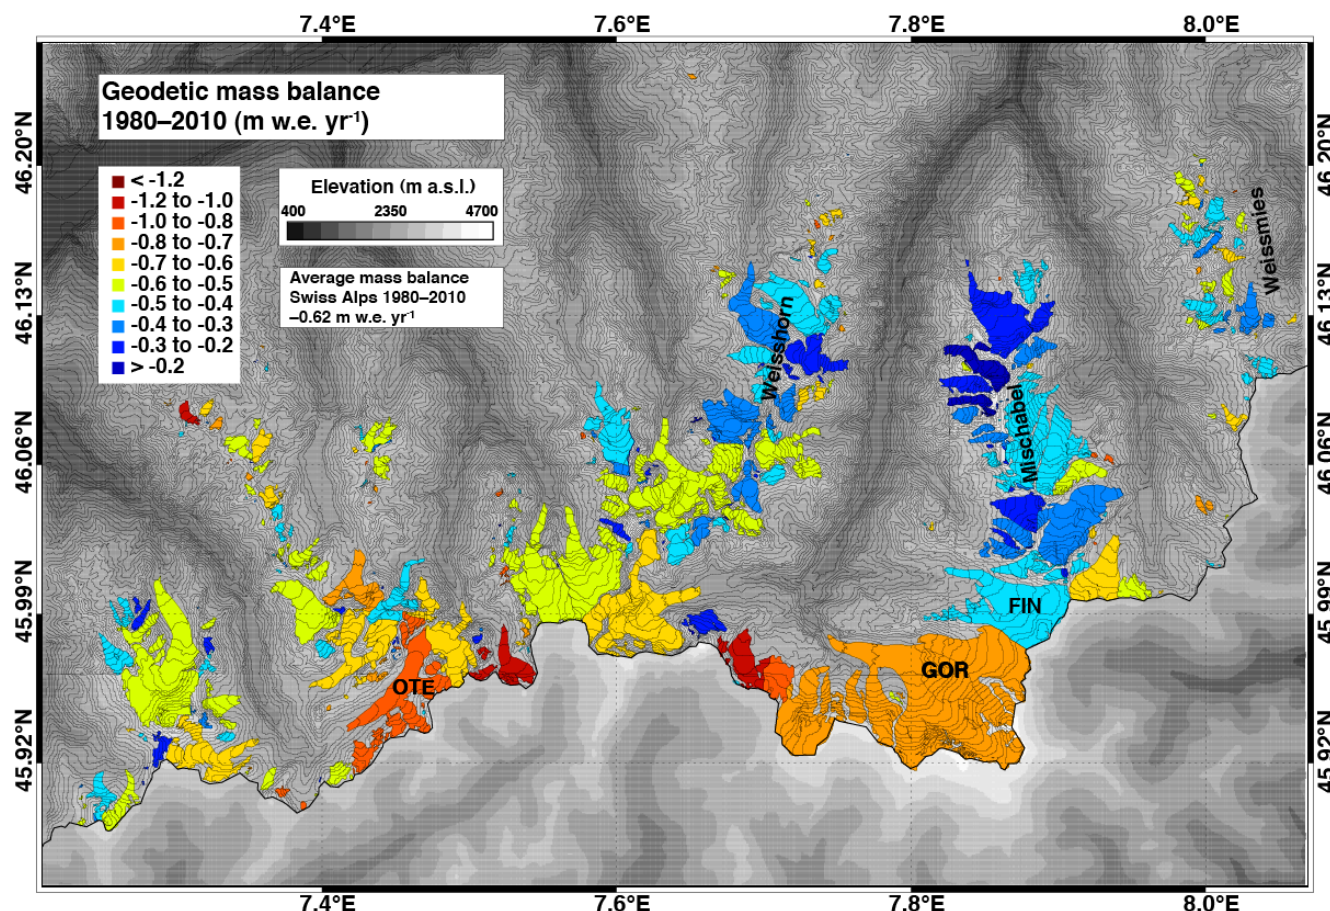 7.4°E 7.6°E 7.8°E 8.0°E
Geodetic mass balance
1980–2010 (m w.e. yr⁻¹)
< -1.2
-1.2 to -1.0
-1.0 to -0.8
-0.8 to -0.7
-0.7 to -0.6
-0.6 to -0.5
-0.5 to -0.4
-0.4 to -0.3
-0.3 to -0.2
> -0.2
Elevation (m a.s.l.)
400 2350 4700
Average mass balance
Swiss Alps 1980–2010
–0.62 m w.e. yr⁻¹
46.20°N
46.13°N
46.06°N
45.99°N
45.92°N
Weisshorn
Mischabel
Weissmies
FIN
GOR
OTE
46.20°N
46.13°N
46.06°N
45.99°N
45.92°N
7.4°E 7.6°E 7.8°E 8.0°E